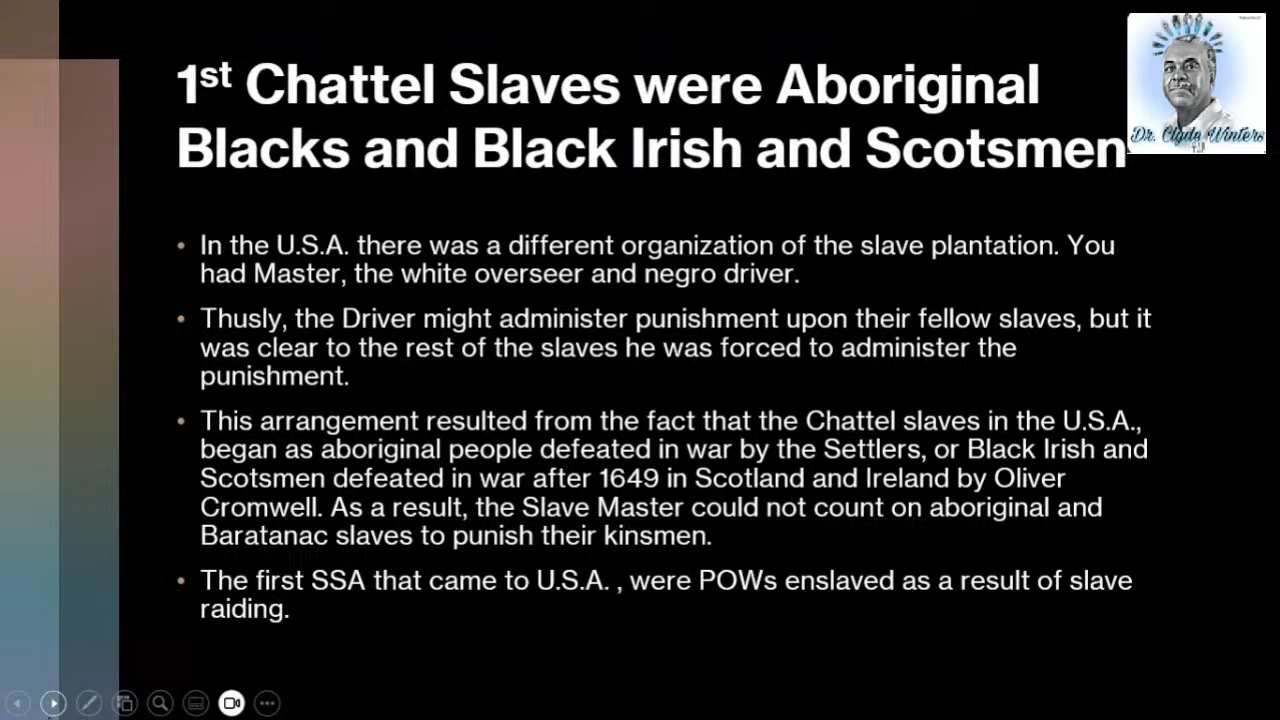 1st Chattel Slaves were Aboriginal
Blacks and Black Irish and Scotsmen
Dr. Clyde Winters
• In the U.S.A. there was a different organization of the slave plantation. You
had Master, the white overseer and negro driver.
• Thusly, the Driver might administer punishment upon their fellow slaves, but it
was clear to the rest of the slaves he was forced to administer the
punishment.
• This arrangement resulted from the fact that the Chattel slaves in the U.S.A.,
began as aboriginal people defeated in war by the Settlers, or Black Irish and
Scotsmen defeated in war after 1649 in Scotland and Ireland by Oliver
Cromwell. As a result, the Slave Master could not count on aboriginal and
Baratanac slaves to punish their kinsmen.
• The first SSA that came to U.S.A. , were POWs enslaved as a result of slave
raiding.